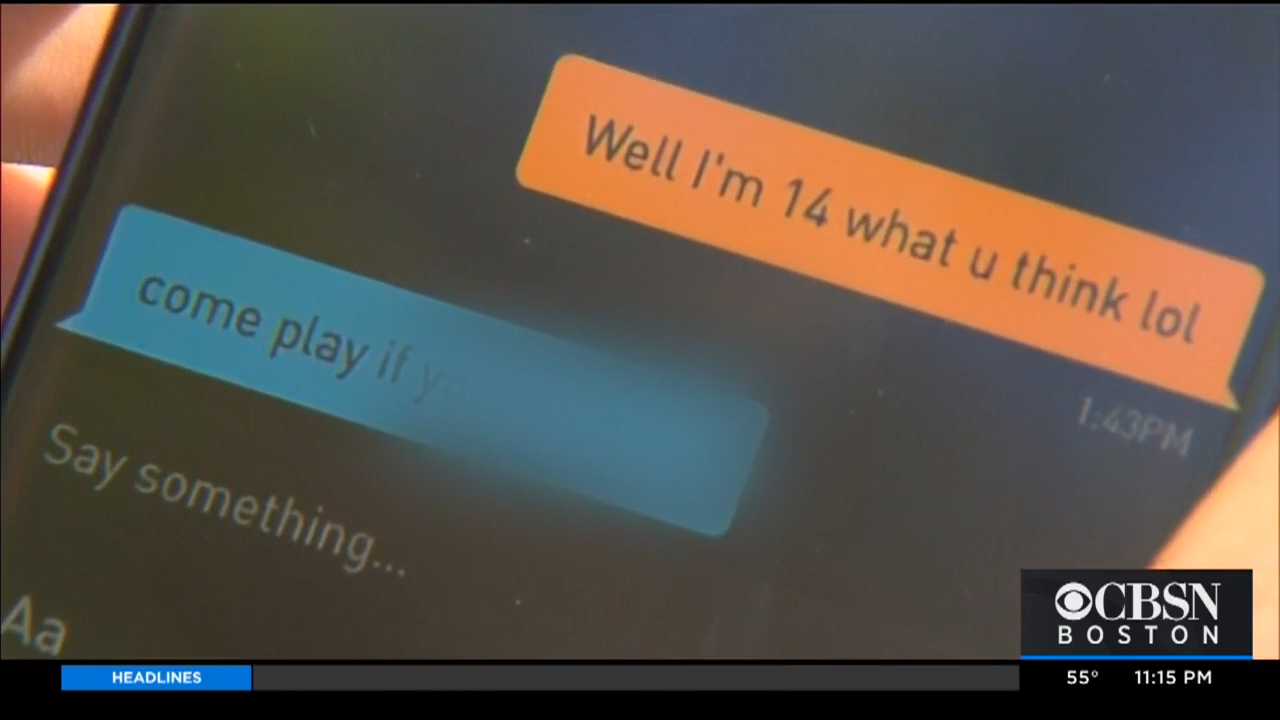 Well I'm 14 what u think lol
1:43PM
come play if
Say something...
Aa
CBSN
BOSTON
HEADLINES
55° 11:15 PM